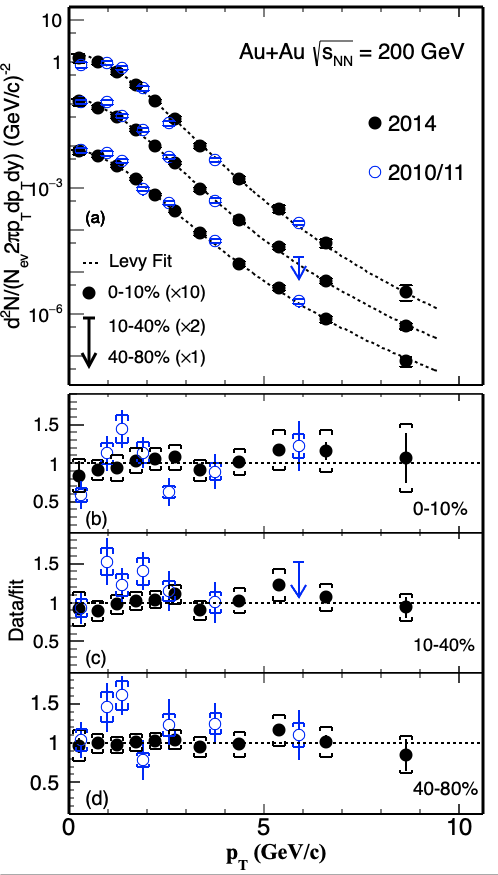 10
1
10⁻³
10⁻⁶
d²N/(N_ev 2πp_T dp_T dy) (GeV/c)⁻²
Au+Au √s_NN = 200 GeV
2014
2010/11
(a)
Levy Fit
0-10% (×10)
10-40% (×2)
40-80% (×1)
Data/fit
1.5
1
0.5
(b)
0-10%
1.5
1
0.5
(c)
10-40%
1.5
1
0.5
(d)
40-80%
0 5 10
p_T (GeV/c)